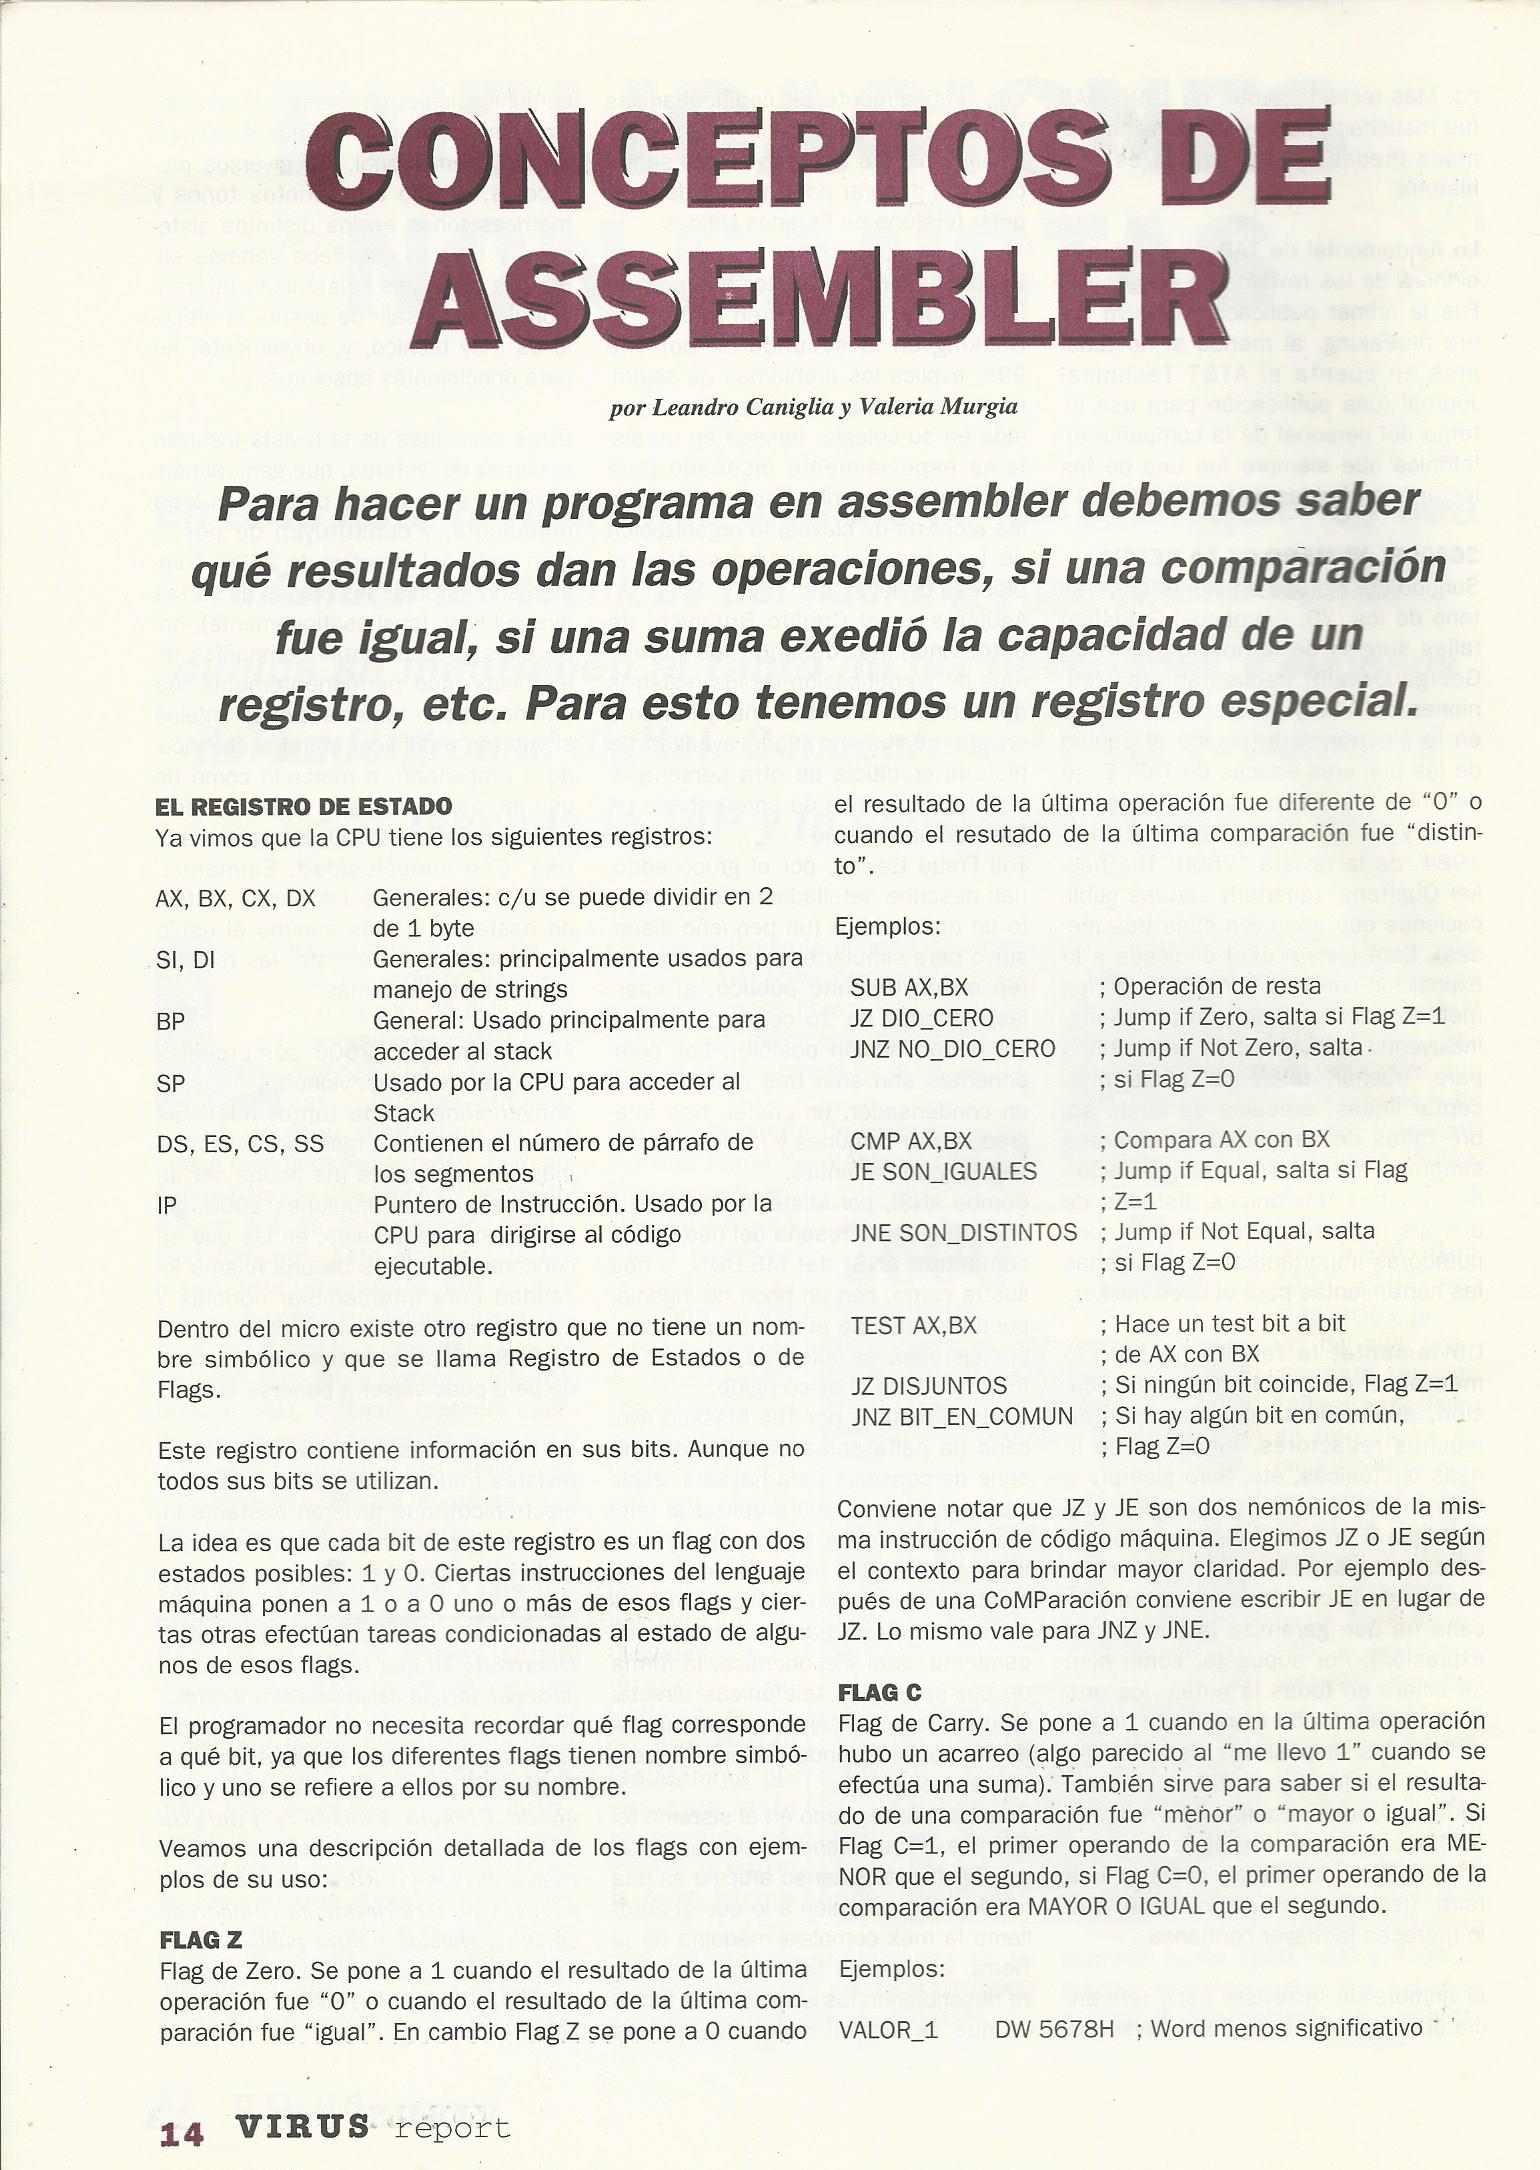 CONCEPTOS DE
ASSEMBLER
por Leandro Caniglia y Valeria Murgia
Para hacer un programa en assembler debemos saber
qué resultados dan las operaciones, si una comparación
fue igual, si una suma exedió la capacidad de un
registro, etc. Para esto tenemos un registro especial.
EL REGISTRO DE ESTADO
Ya vimos que la CPU tiene los siguientes registros:
AX, BX, CX, DX Generales: c/u se puede dividir en 2
de 1 byte
SI, DI Generales: principalmente usados para
manejo de strings
BP General: Usado principalmente para
acceder al stack
SP Usado por la CPU para acceder al
Stack
DS, ES, CS, SS Contienen el número de párrafo de
los segmentos
IP Puntero de Instrucción. Usado por la
CPU para dirigirse al código
ejecutable.
Dentro del micro existe otro registro que no tiene un nom-
bre simbólico y que se llama Registro de Estados o de
Flags.
Este registro contiene información en sus bits. Aunque no
todos sus bits se utilizan.
La idea es que cada bit de este registro es un flag con dos
estados posibles: 1 y 0. Ciertas instrucciones del lenguaje
máquina ponen a 1 o a 0 uno o más de esos flags y cier-
tas otras efectúan tareas condicionadas al estado de algu-
nos de esos flags.
El programador no necesita recordar qué flag corresponde
a qué bit, ya que los diferentes flags tienen nombre simbó-
lico y uno se refiere a ellos por su nombre.
Veamos una descripción detallada de los flags con ejem-
plos de su uso:
FLAG Z
Flag de Zero. Se pone a 1 cuando el resultado de la última
operación fue “0” o cuando el resultado de la última com-
paración fue “igual”. En cambio Flag Z se pone a 0 cuando
el resultado de la última operación fue diferente de “0” o
cuando el resutado de la última comparación fue “distin-
to”.
Ejemplos:
SUB AX,BX ; Operación de resta
JZ DIO_CERO ; Jump if Zero, salta si Flag Z=1
JNZ NO_DIO_CERO ; Jump if Not Zero, salta
; si Flag Z=0
CMP AX,BX ; Compara AX con BX
JE SON_IGUALES ; Jump if Equal, salta si Flag
; Z=1
JNE SON_DISTINTOS ; Jump if Not Equal, salta
; si Flag Z=0
TEST AX,BX ; Hace un test bit a bit
; de AX con BX
JZ DISJUNTOS ; Si ningún bit coincide, Flag Z=1
JNZ BIT_EN_COMUN ; Si hay algún bit en común,
; Flag Z=0
Conviene notar que JZ y JE son dos nemónicos de la mis-
ma instrucción de código máquina. Elegimos JZ o JE según
el contexto para brindar mayor claridad. Por ejemplo des-
pués de una CoMParación conviene escribir JE en lugar de
JZ. Lo mismo vale para JNZ y JNE.
FLAG C
Flag de Carry. Se pone a 1 cuando en la última operación
hubo un acarreo (algo parecido al “me llevo 1” cuando se
efectúa una suma). También sirve para saber si el resulta-
do de una comparación fue “menor” o “mayor o igual”. Si
Flag C=1, el primer operando de la comparación era ME-
NOR que el segundo, si Flag C=0, el primer operando de la
comparación era MAYOR O IGUAL que el segundo.
Ejemplos:
VALOR_1 DW 5678H ; Word menos significativo
14 VIRUS report